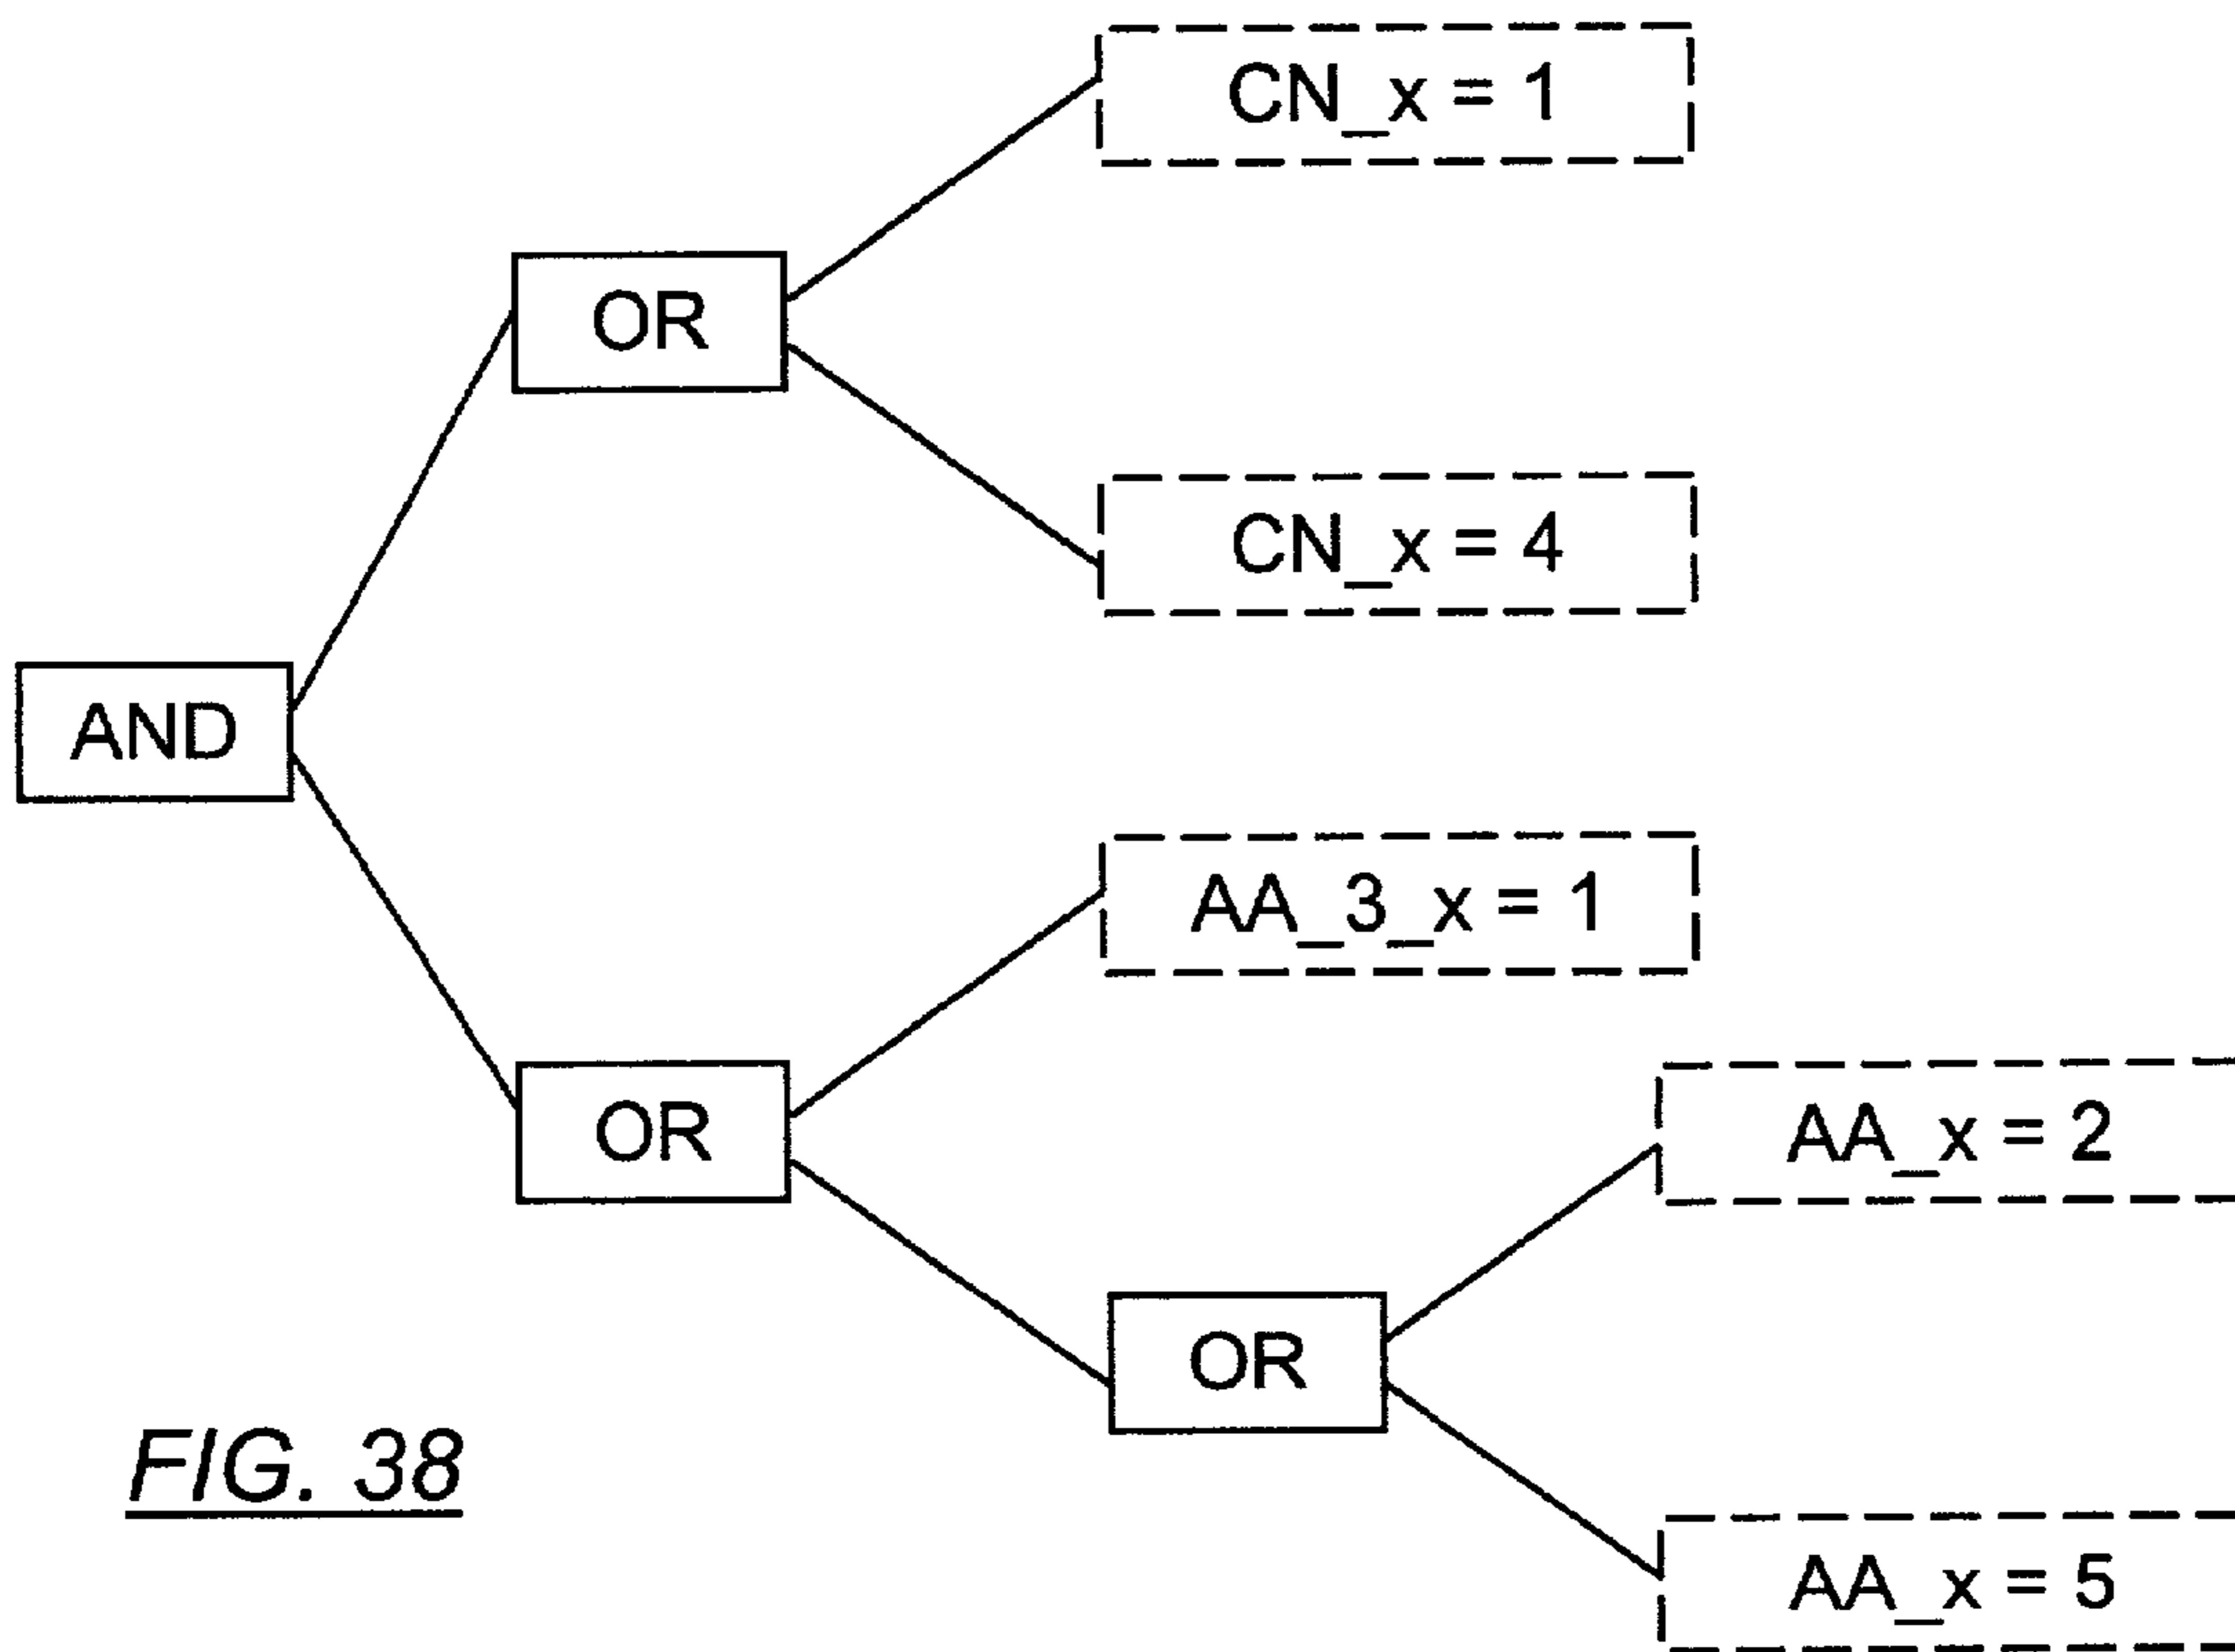 CN_x = 1
OR
CN_x = 4
AND
AA_3_x = 1
OR
AA_x = 2
OR
FIG. 38
AA_x = 5